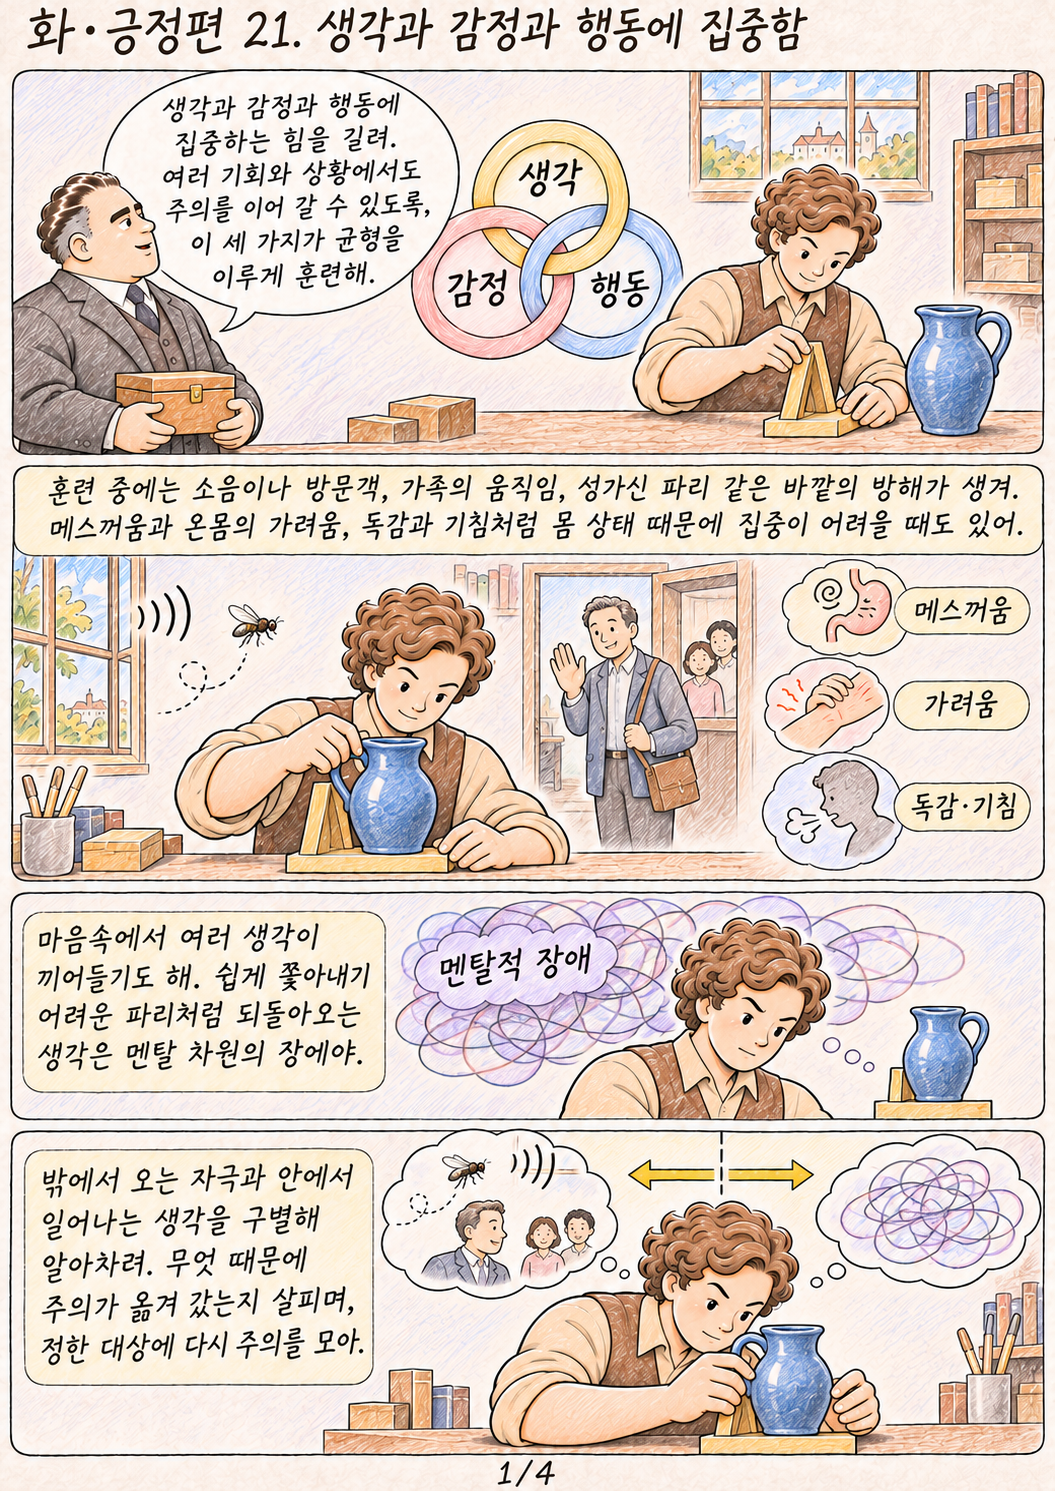 화·긍정편 21. 생각과 감정과 행동에 집중함
생각과 감정과 행동에
집중하는 힘을 길러.
여러 기회와 상황에서도
주의를 이어 갈 수 있도록,
이 세 가지가 균형을
이루게 훈련해.
생각
감정
행동
훈련 중에는 소음이나 방문객, 가족의 움직임, 성가신 파리 같은 바깥의 방해가 생겨.
메스꺼움과 온몸의 가려움, 독감과 기침처럼 몸 상태 때문에 집중이 어려울 때도 있어.
메스꺼움
가려움
독감·기침
마음속에서 여러 생각이
끼어들기도 해. 쉽게 쫓아내기
어려운 파리처럼 되돌아오는
생각은 멘탈 차원의 장애야.
멘탈적 장애
밖에서 오는 자극과 안에서
일어나는 생각을 구별해
알아차려. 무엇 때문에
주의가 옮겨 갔는지 살피며,
정한 대상에 다시 주의를 모아.
1/4